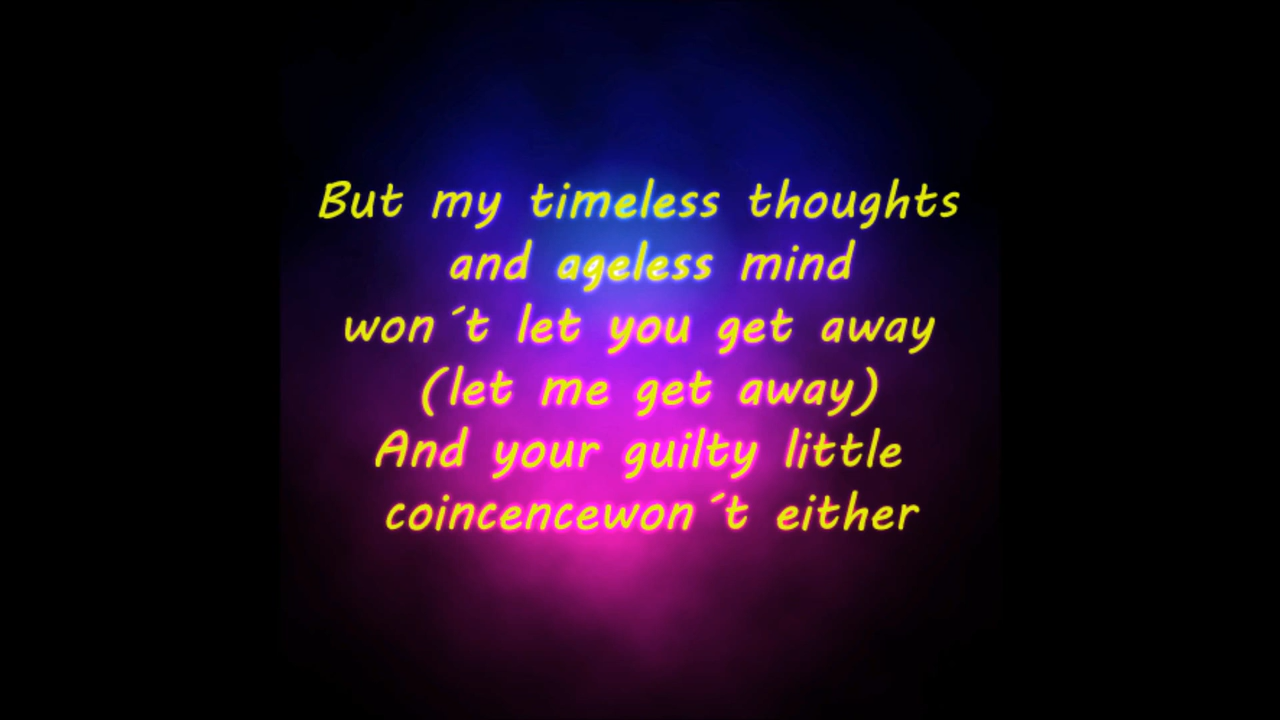 But my timeless thoughts
and ageless mind
won´t let you get away
(let me get away)
And your guilty little
coincencewon´t either